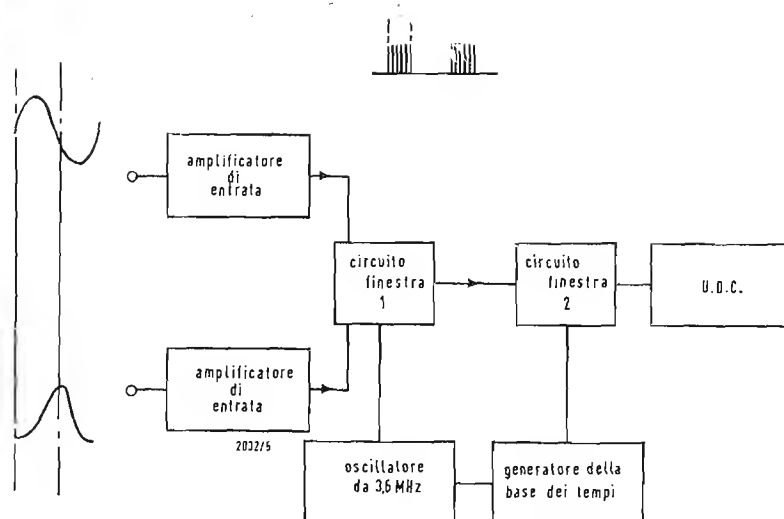 amplificatore
di
entrata
circuito
finestra
1
circuito
finestra
2
U.D.C.
amplificatore
di
entrata
2032/5
oscillatore
da 3,6 MHz
generatore della
base dei tempi